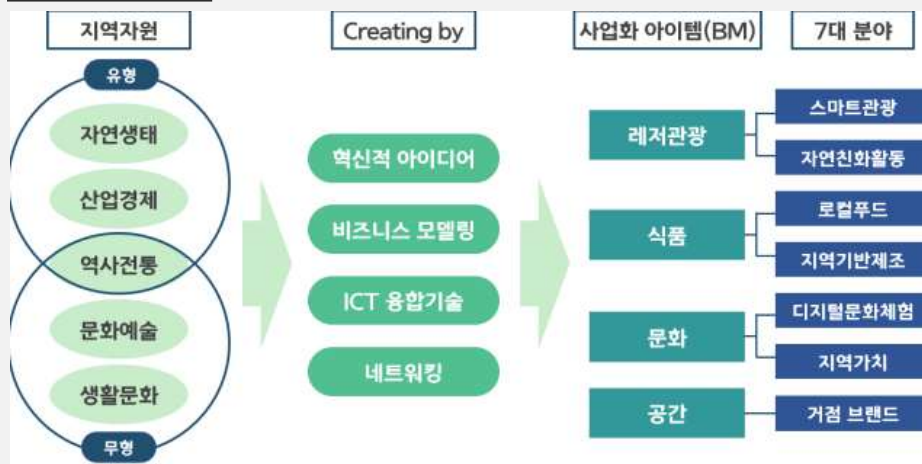 지역자원
Creating by
사업화 아이템(BM)
7대 분야
유형
자연생태
산업경제
역사전통
문화예술
생활문화
무형
혁신적 아이디어
비즈니스 모델링
ICT 융합기술
네트워킹
레저관광
식품
문화
공간
스마트관광
자연친화활동
로컬푸드
지역기반제조
디지털문화체험
지역가치
거점 브랜드